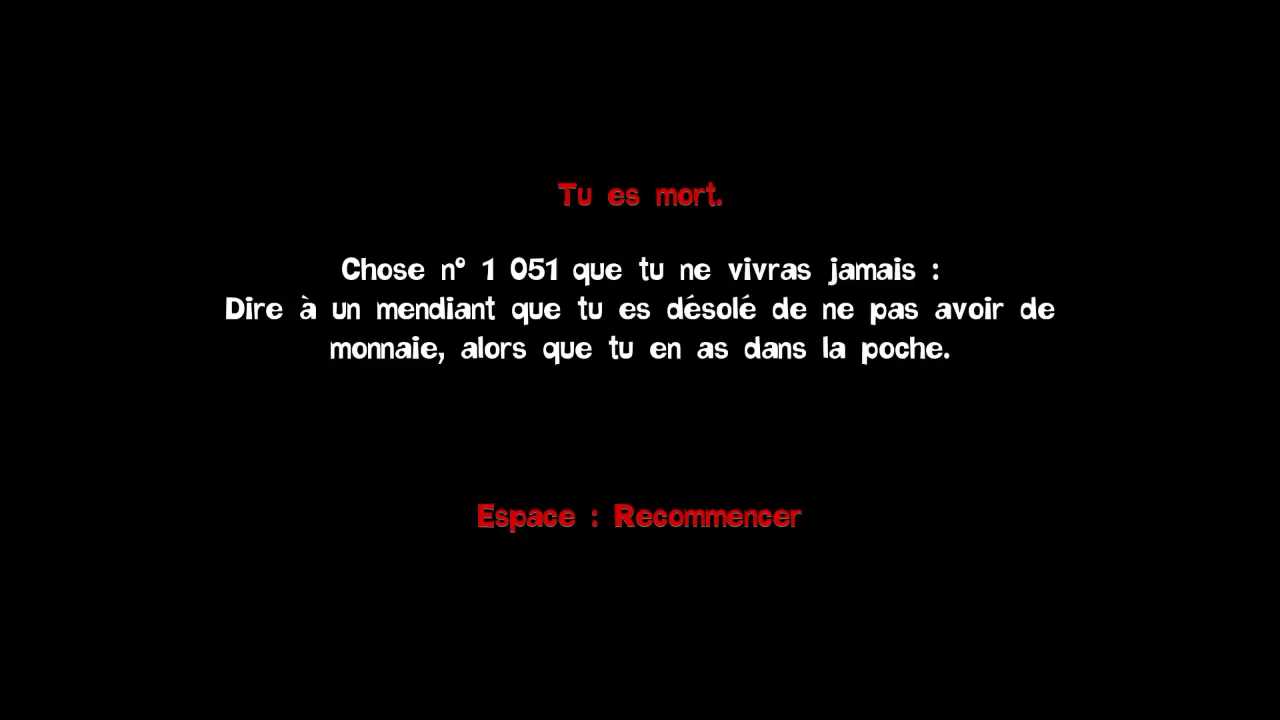 Tu es mort.
Chose n° 1 051 que tu ne vivras jamais :
Dire à un mendiant que tu es désolé de ne pas avoir de
monnaie, alors que tu en as dans la poche.
Espace : Recommencer